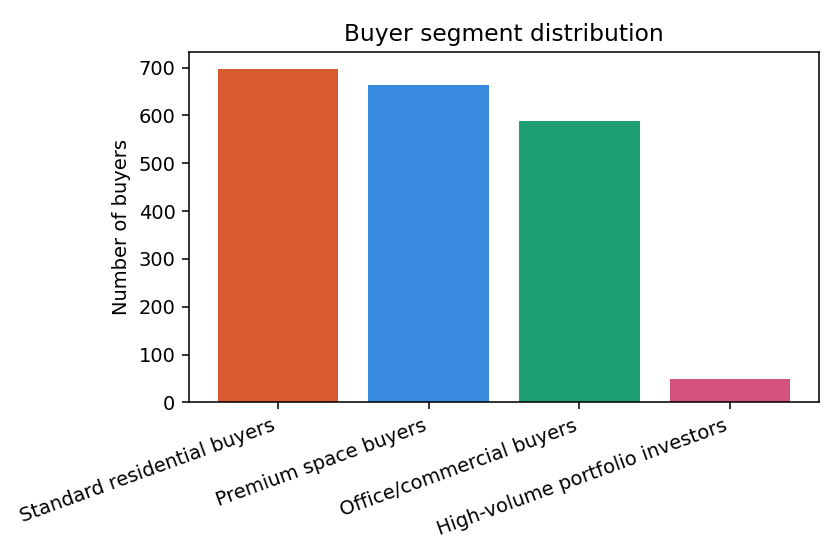 Buyer segment distribution
Number of buyers
700
600
500
400
300
200
100
0
Standard residential buyers
Premium space buyers
Office/commercial buyers
High-volume portfolio investors